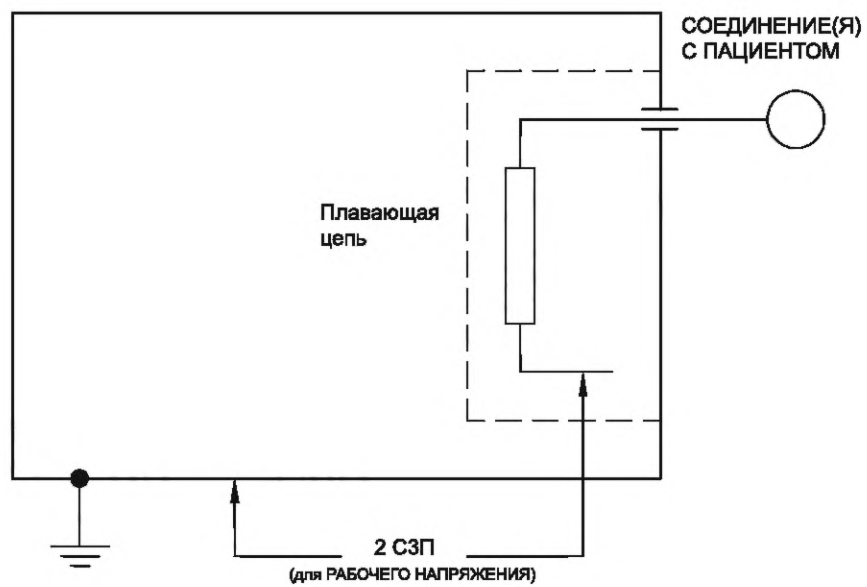 СОЕДИНЕНИЕ(Я)
С ПАЦИЕНТОМ
Плавающая
цепь
2 СЗП
(для РАБОЧЕГО НАПРЯЖЕНИЯ)